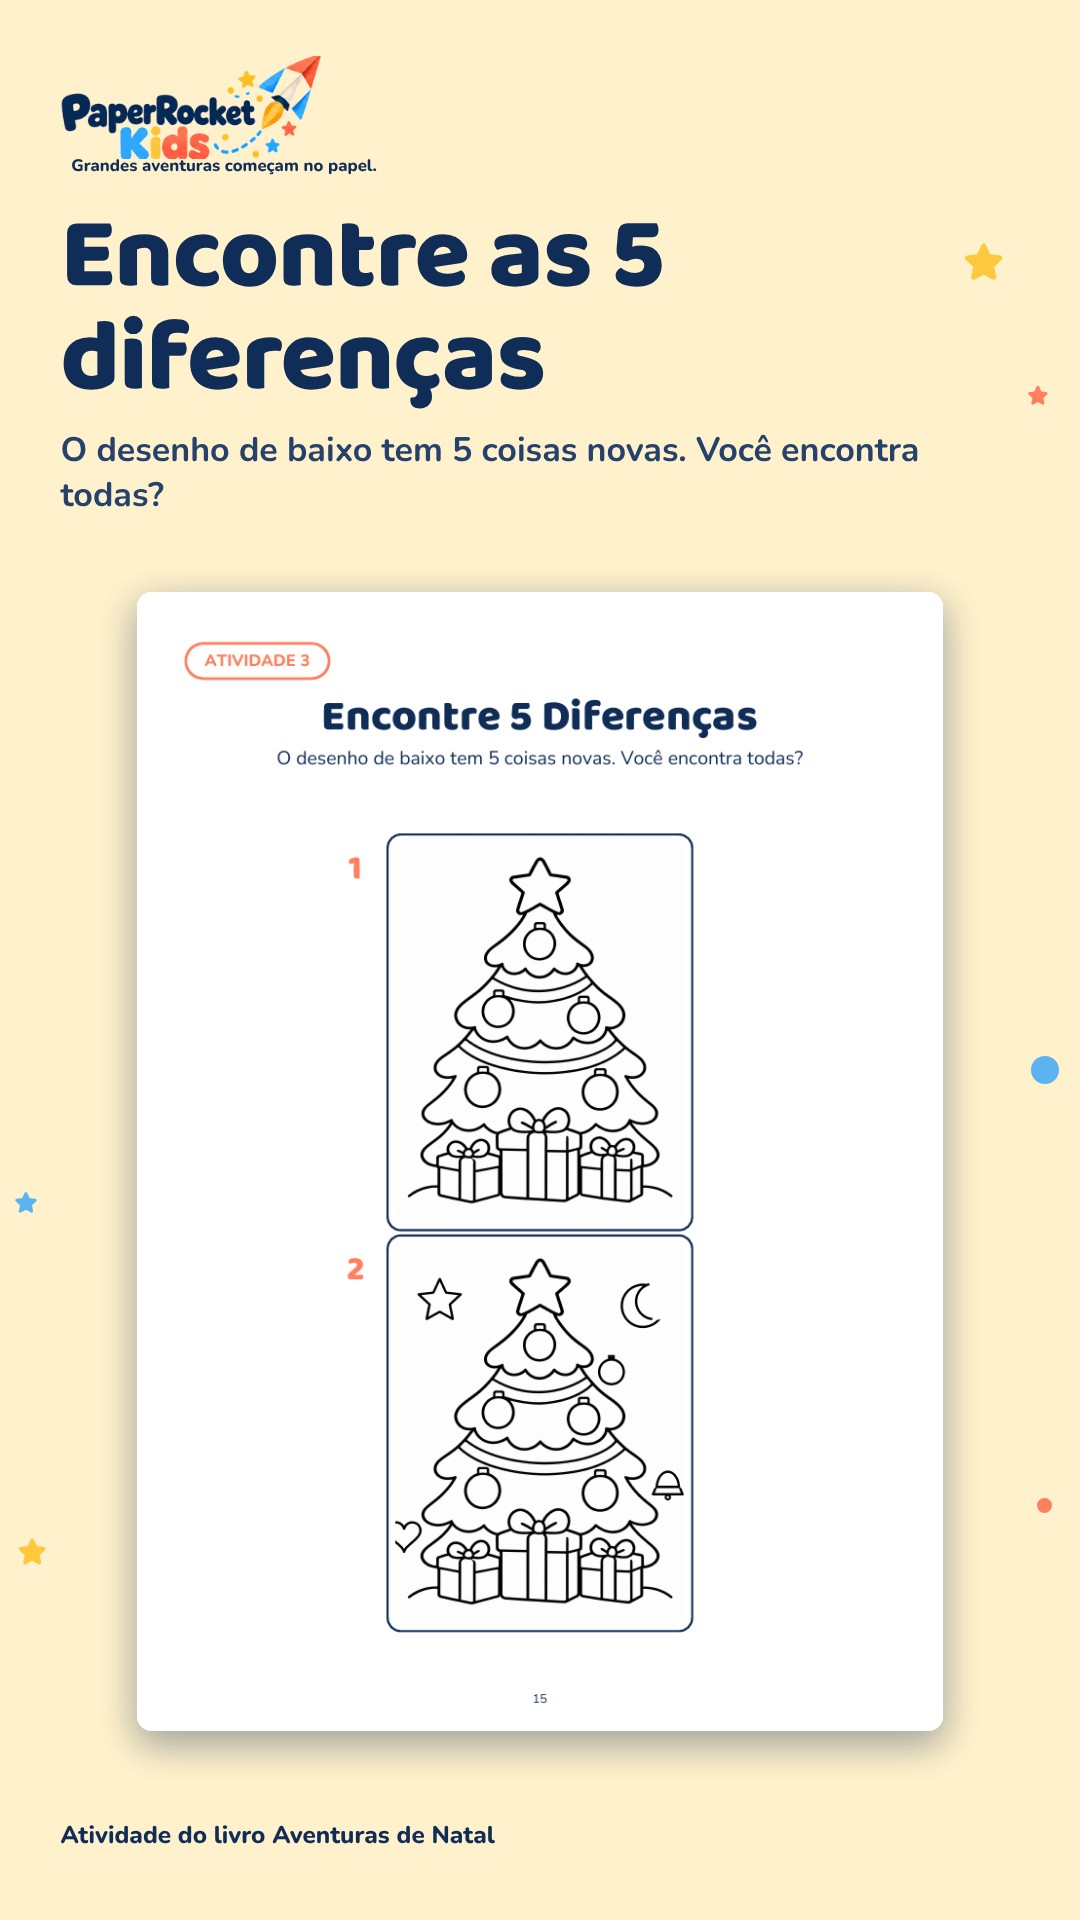 PaperRocket
Kids
Grandes aventuras começam no papel.
Encontre as 5
diferenças
O desenho de baixo tem 5 coisas novas. Você encontra
todas?
ATIVIDADE 3
Encontre 5 Diferenças
O desenho de baixo tem 5 coisas novas. Você encontra todas?
1
2
15
Atividade do livro Aventuras de Natal